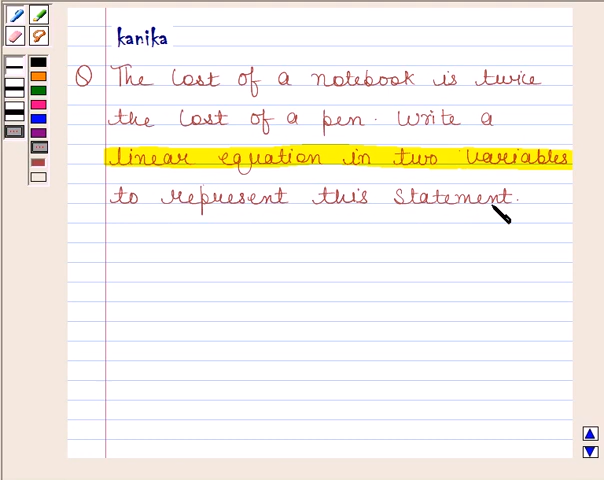 kanika
Q The cost of a notebook is twice
the cost of a pen. Write a
linear equation in two variables
to represent this statement.